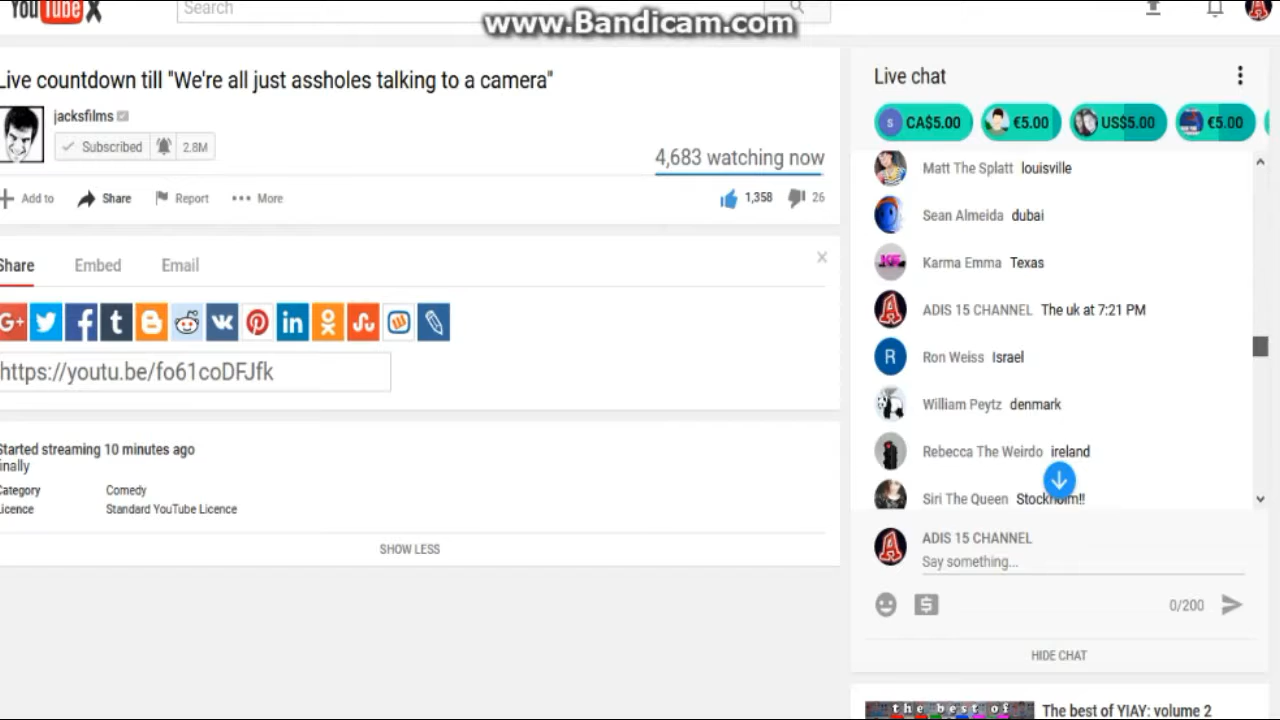 YouTube X
Search
www.Bandicam.com
Live countdown till "We're all just assholes talking to a camera"
jacksfilms
Subscribed 2.8M
4,683 watching now
Add to Share Report More
1,358 26
Share Embed Email
G+ f t B vk in
https://youtu.be/fo61coDFJfk
Started streaming 10 minutes ago
finally
Category Comedy
Licence Standard YouTube Licence
SHOW LESS
Live chat
S CA$5.00 €5.00 US$5.00 €5.00
Matt The Splatt louisville
Sean Almeida dubai
Karma Emma Texas
ADIS 15 CHANNEL The uk at 7:21 PM
R Ron Weiss Israel
William Peytz denmark
Rebecca The Weirdo ireland
Siri The Queen Stockholm!!
ADIS 15 CHANNEL
Say something...
0/200
HIDE CHAT
the best of
The best of YIAY: volume 2